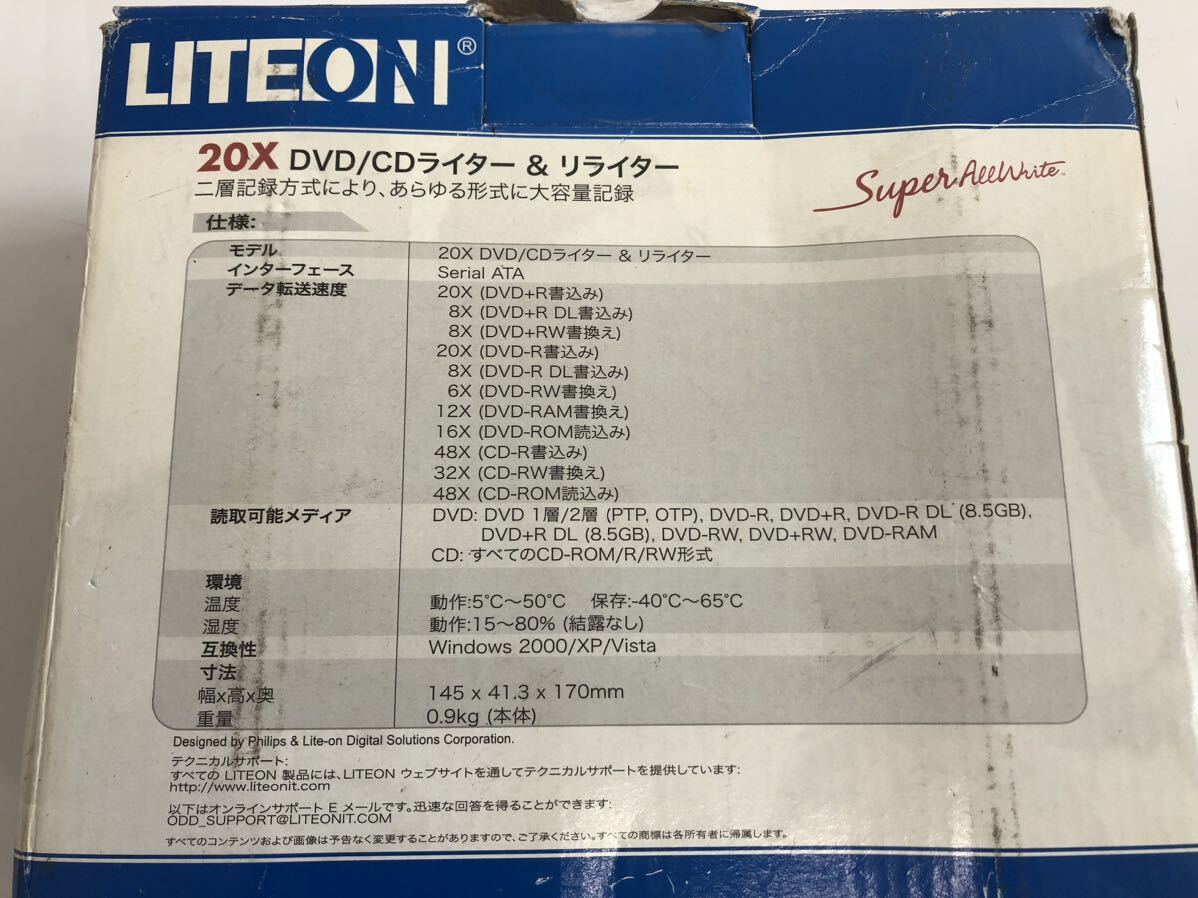 LITEON®
20X DVD/CDライター & リライター
二層記録方式により、あらゆる形式に大容量記録
Super AllWrite™
仕様:
モデル 20X DVD/CDライター & リライター
インターフェース Serial ATA
データ転送速度 20X (DVD+R書込み)
8X (DVD+R DL書込み)
8X (DVD+RW書換え)
20X (DVD-R書込み)
8X (DVD-R DL書込み)
6X (DVD-RW書換え)
12X (DVD-RAM書換え)
16X (DVD-ROM読込み)
48X (CD-R書込み)
32X (CD-RW書換え)
48X (CD-ROM読込み)
読取可能メディア DVD: DVD 1層/2層 (PTP, OTP), DVD-R, DVD+R, DVD-R DL (8.5GB),
DVD+R DL (8.5GB), DVD-RW, DVD+RW, DVD-RAM
CD: すべてのCD-ROM/R/RW形式
環境
温度 動作:5°C〜50°C 保存:-40°C〜65°C
湿度 動作:15〜80% (結露なし)
互換性 Windows 2000/XP/Vista
寸法
幅x高x奥 145 x 41.3 x 170mm
重量 0.9kg (本体)
Designed by Philips & Lite-on Digital Solutions Corporation.
テクニカルサポート:
すべての LITEON 製品には、LITEON ウェブサイトを通してテクニカルサポートを提供しています:
http://www.liteonit.com
以下はオンラインサポート E メールです。迅速な回答を得ることができます:
ODD_SUPPORT@LITEONIT.COM
すべてのコンテンツおよび画像は予告なく変更することがありますので、ご了承ください。すべての商標は各所有者に帰属します。